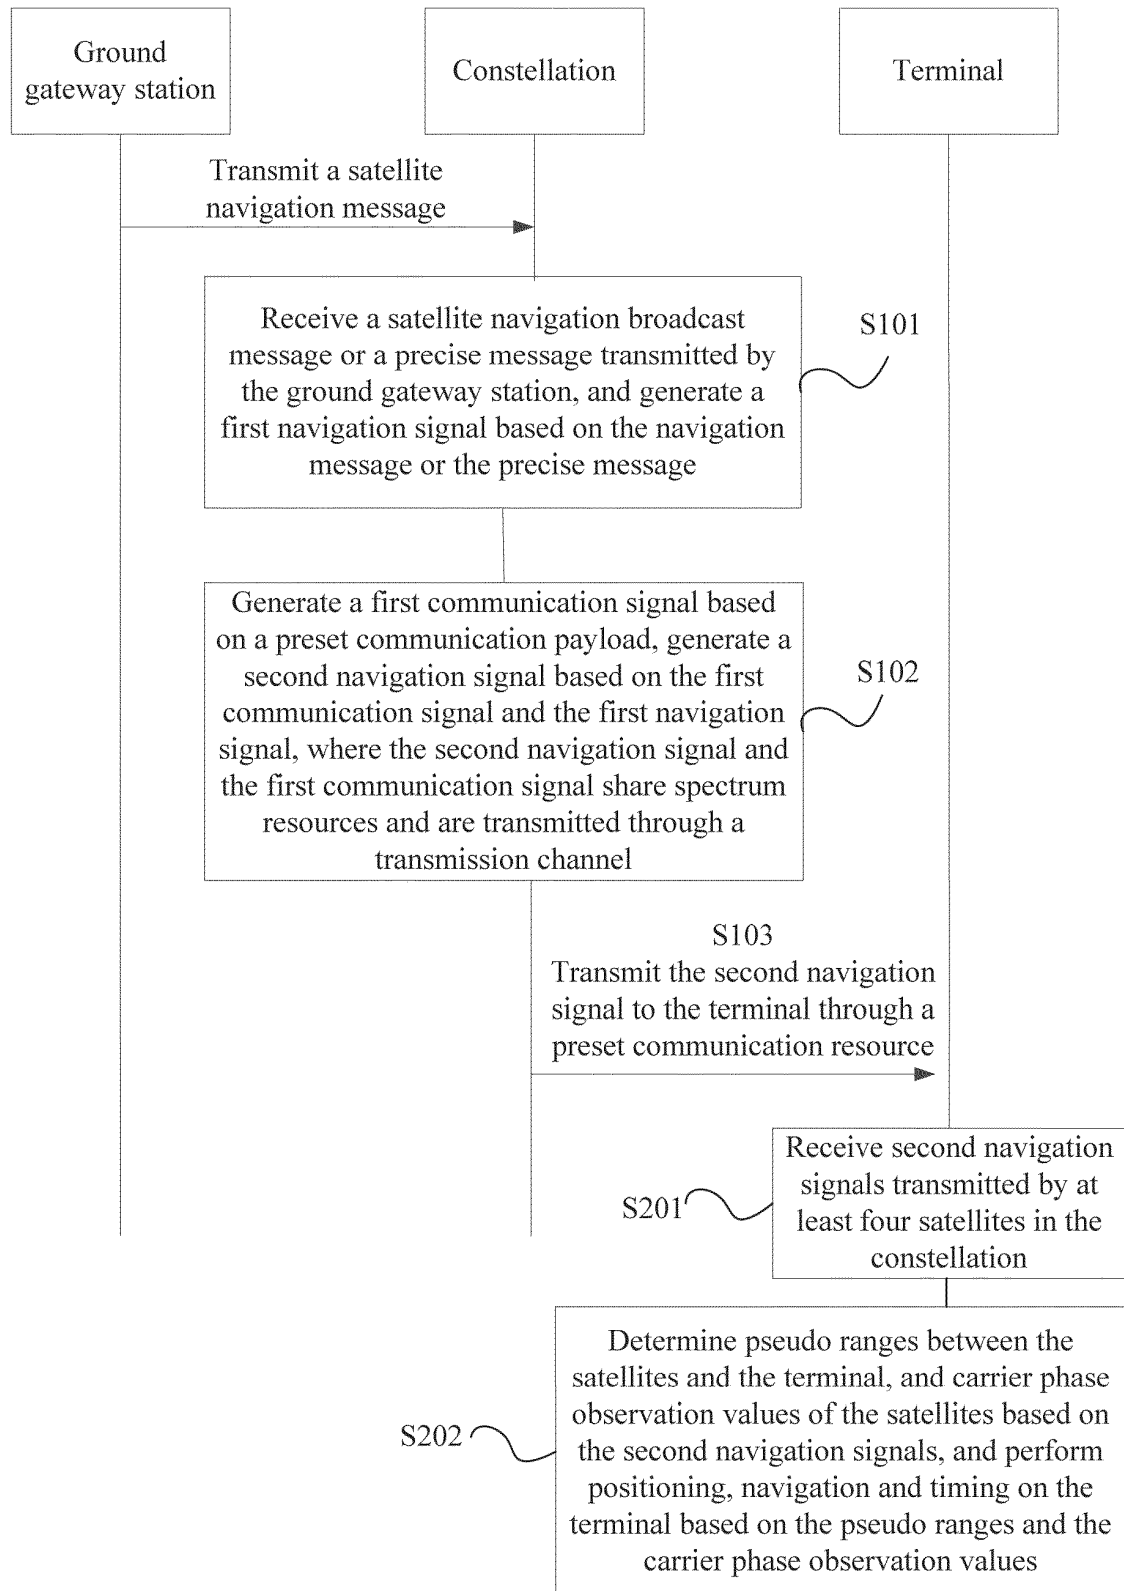 Ground
gateway station
Constellation
Terminal
Transmit a satellite
navigation message
Receive a satellite navigation broadcast
message or a precise message transmitted by
the ground gateway station, and generate a
first navigation signal based on the navigation
message or the precise message
S101
Generate a first communication signal based
on a preset communication payload, generate a
second navigation signal based on the first
communication signal and the first navigation
signal, where the second navigation signal and
the first communication signal share spectrum
resources and are transmitted through a
transmission channel
S102
S103
Transmit the second navigation
signal to the terminal through a
preset communication resource
Receive second navigation
signals transmitted by at
least four satellites in the
constellation
S201
Determine pseudo ranges between the
satellites and the terminal, and carrier phase
observation values of the satellites based on
the second navigation signals, and perform
positioning, navigation and timing on the
terminal based on the pseudo ranges and the
carrier phase observation values
S202